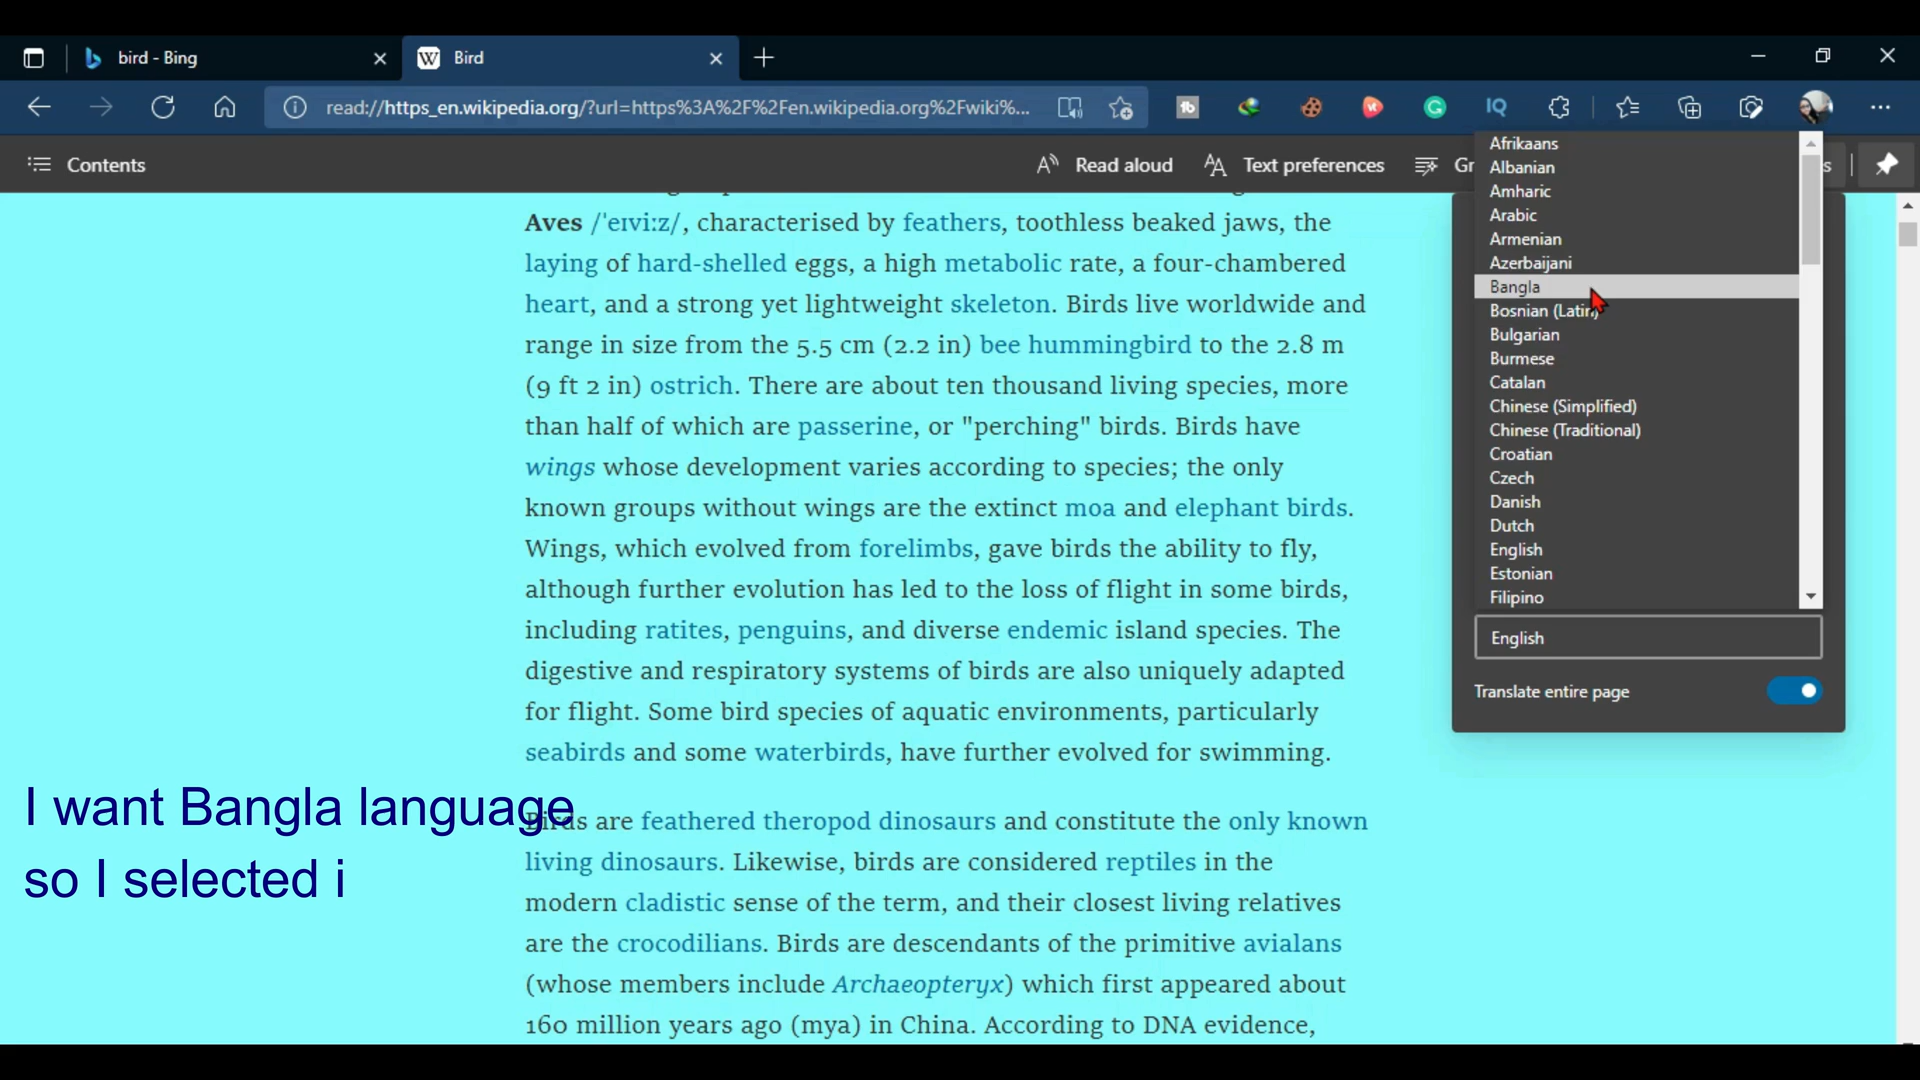 bird - Bing
Bird
read://https_en.wikipedia.org/?url=https%3A%2F%2Fen.wikipedia.org%2Fwiki%...
Contents
Read aloud
Text preferences
Gr
s
Aves /ˈeɪviːz/, characterised by feathers, toothless beaked jaws, the
laying of hard-shelled eggs, a high metabolic rate, a four-chambered
heart, and a strong yet lightweight skeleton. Birds live worldwide and
range in size from the 5.5 cm (2.2 in) bee hummingbird to the 2.8 m
(9 ft 2 in) ostrich. There are about ten thousand living species, more
than half of which are passerine, or "perching" birds. Birds have
wings whose development varies according to species; the only
known groups without wings are the extinct moa and elephant birds.
Wings, which evolved from forelimbs, gave birds the ability to fly,
although further evolution has led to the loss of flight in some birds,
including ratites, penguins, and diverse endemic island species. The
digestive and respiratory systems of birds are also uniquely adapted
for flight. Some bird species of aquatic environments, particularly
seabirds and some waterbirds, have further evolved for swimming.
Birds are feathered theropod dinosaurs and constitute the only known
living dinosaurs. Likewise, birds are considered reptiles in the
modern cladistic sense of the term, and their closest living relatives
are the crocodilians. Birds are descendants of the primitive avialans
(whose members include Archaeopteryx) which first appeared about
160 million years ago (mya) in China. According to DNA evidence,
Afrikaans
Albanian
Amharic
Arabic
Armenian
Azerbaijani
Bangla
Bosnian (Latin)
Bulgarian
Burmese
Catalan
Chinese (Simplified)
Chinese (Traditional)
Croatian
Czech
Danish
Dutch
English
Estonian
Filipino
English
Translate entire page
I want Bangla language
so I selected i